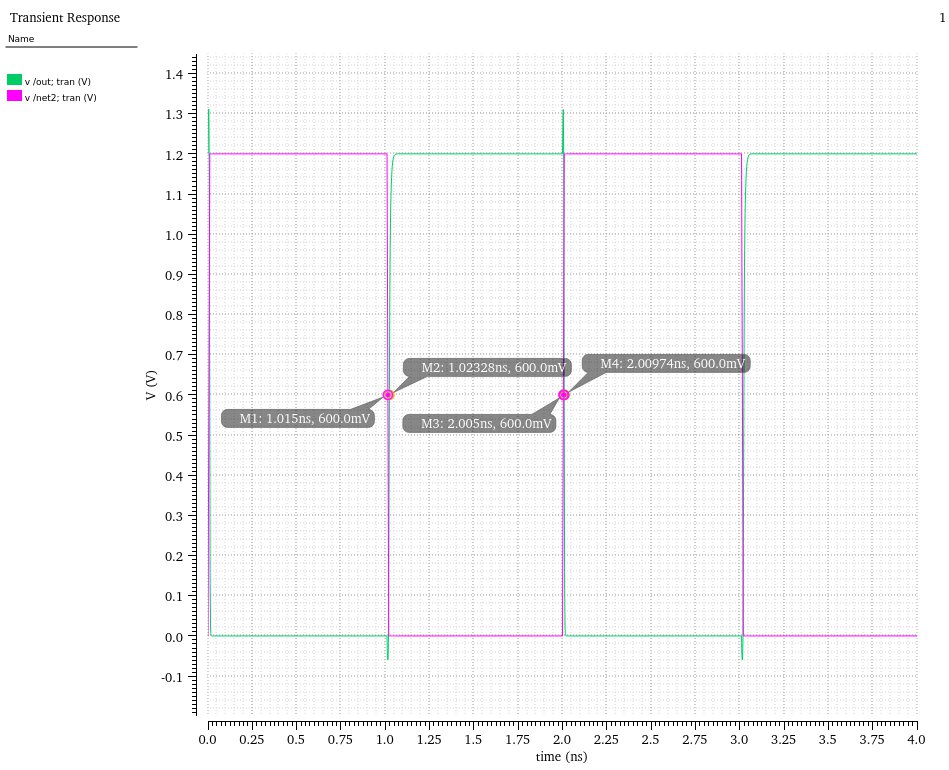 Transient Response
1
Name
v /out; tran (V)
v /net2; tran (V)
1.4
1.3
1.2
1.1
1.0
0.9
0.8
0.7
0.6
0.5
0.4
0.3
0.2
0.1
0.0
-0.1
V (V)
M2: 1.02328ns, 600.0mV
M4: 2.00974ns, 600.0mV
M1: 1.015ns, 600.0mV
M3: 2.005ns, 600.0mV
0.0 0.25 0.5 0.75 1.0 1.25 1.5 1.75 2.0 2.25 2.5 2.75 3.0 3.25 3.5 3.75 4.0
time (ns)